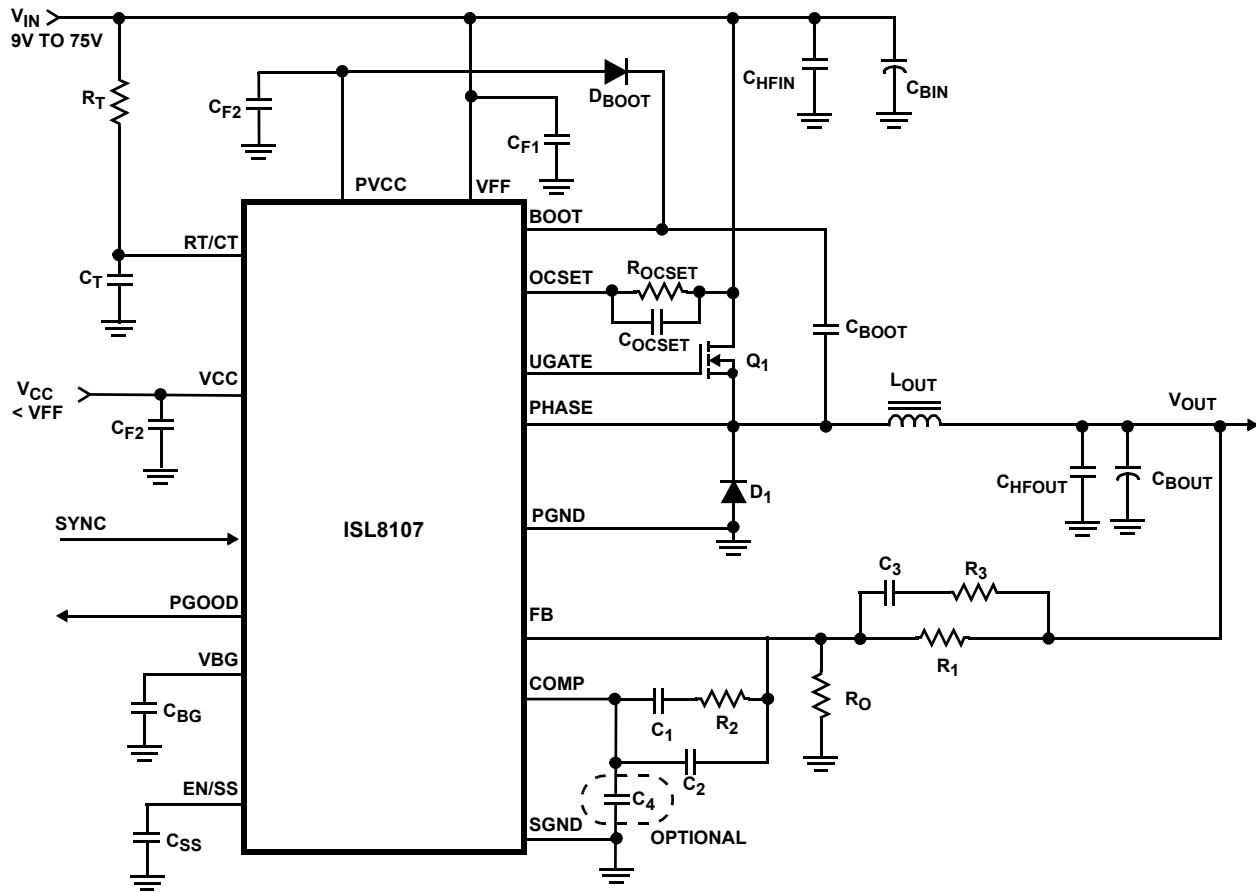 VIN
9V TO 75V
RT
CF2
DBOOT
CHFIN
CBIN
CF1
PVCC
VFF
BOOT
RT/CT
CT
OCSET
ROCSET
COCSET
CBOOT
UGATE
Q1
VCC
< VFF
VCC
CF2
PHASE
LOUT
VOUT
CHFOUT
CBOUT
D1
PGND
SYNC
ISL8107
C3
R3
PGOOD
FB
R1
VBG
COMP
CBG
C1
R2
RO
C2
EN/SS
C4
CSS
SGND
OPTIONAL